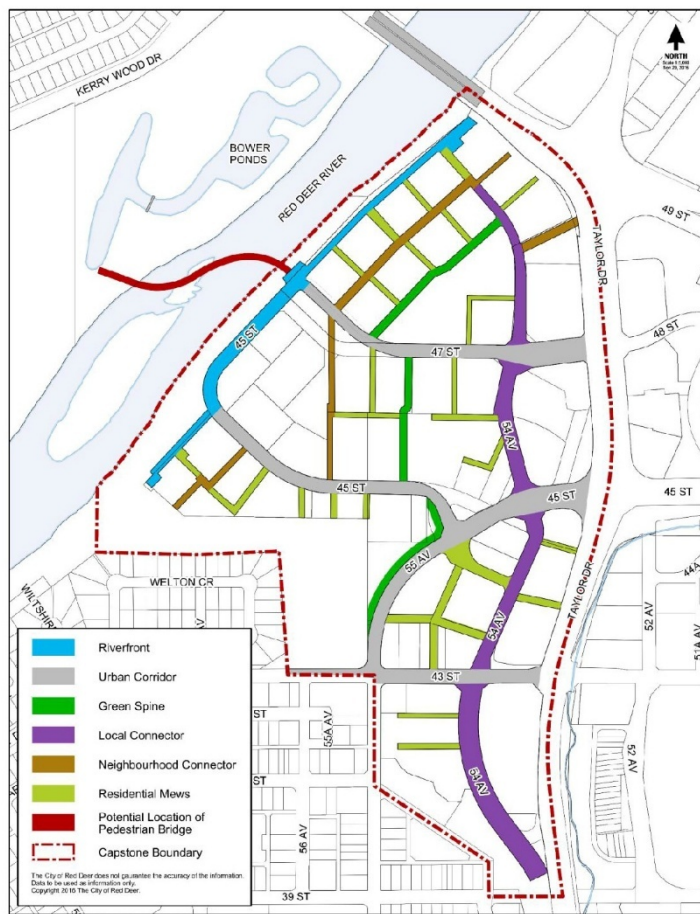 NORTH
KERRY WOOD DR
BOWER
PONDS
RED DEER RIVER
TAYLOR DR
49 ST
48 ST
45 ST
47 ST
54 AV
45 ST
45 ST
45 ST
55 AV
44A
TAYLOR DR
WELTON CR
54 AV
52 AV
51A AV
43 ST
ST
55A AV
52 AV
ST
54 AV
56 AV
39 ST
Riverfront
Urban Corridor
Green Spine
Local Connector
Neighbourhood Connector
Residential Mews
Potential Location of
Pedestrian Bridge
Capstone Boundary
The City of Red Deer does not guarantee the accuracy of the information.
Data to be used as information only.
Copyright 2016 The City of Red Deer.